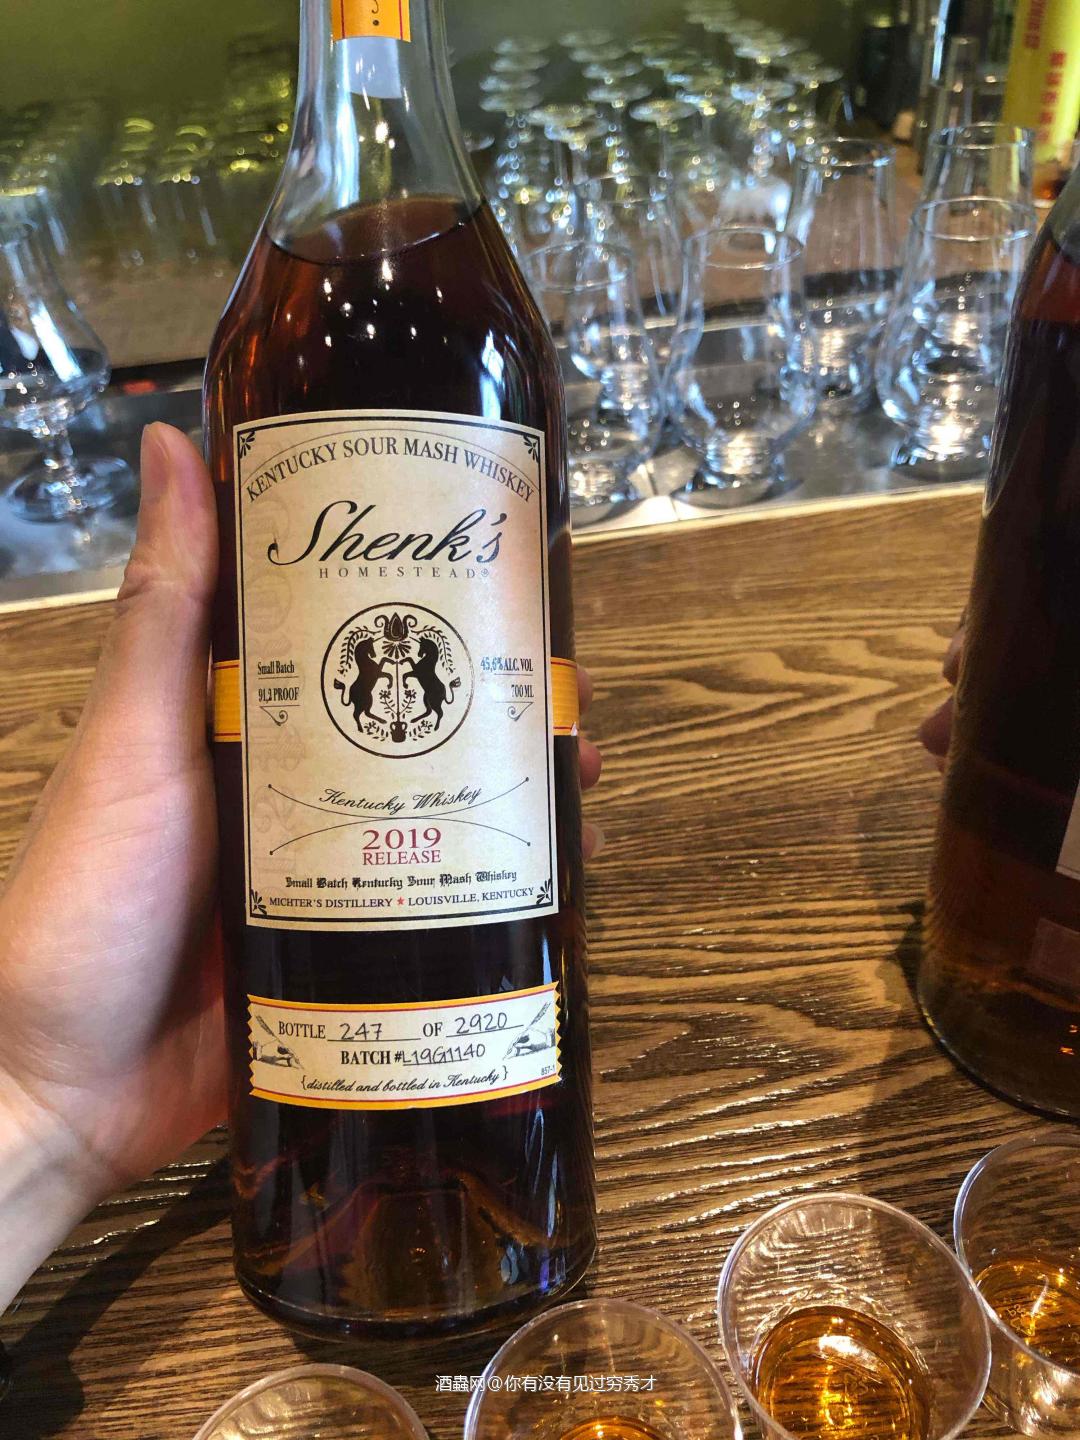 KENTUCKY SOUR MASH WHISKEY
Shenk's
HOMESTEAD®
Small Batch
91,2 PROOF
45,6% ALC. VOL
700 ML
Kentucky Whiskey
2019
RELEASE
Small Batch Kentucky Sour Mash Whiskey
MICHTER'S DISTILLERY ★ LOUISVILLE, KENTUCKY
BOTTLE 247 OF 2920
BATCH # L19G1140
{distilled and bottled in Kentucky}
857-1
酒蟲网@你有没有见过穷秀才